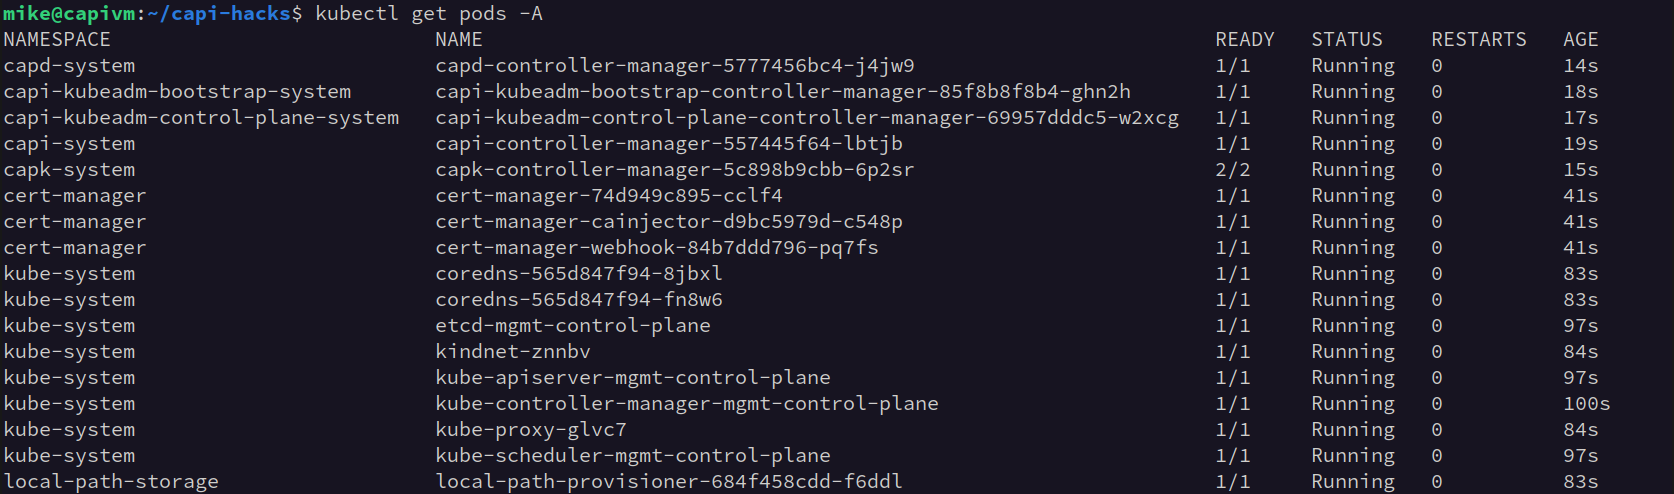 mike@capivm:~/capi-hacks$ kubectl get pods -A
NAMESPACE NAME READY STATUS RESTARTS AGE
capd-system capd-controller-manager-5777456bc4-j4jw9 1/1 Running 0 14s
capi-kubeadm-bootstrap-system capi-kubeadm-bootstrap-controller-manager-85f8b8f8b4-ghn2h 1/1 Running 0 18s
capi-kubeadm-control-plane-system capi-kubeadm-control-plane-controller-manager-69957dddc5-w2xcg 1/1 Running 0 17s
capi-system capi-controller-manager-557445f64-lbtjb 1/1 Running 0 19s
capk-system capk-controller-manager-5c898b9cbb-6p2sr 2/2 Running 0 15s
cert-manager cert-manager-74d949c895-cclf4 1/1 Running 0 41s
cert-manager cert-manager-cainjector-d9bc5979d-c548p 1/1 Running 0 41s
cert-manager cert-manager-webhook-84b7ddd796-pq7fs 1/1 Running 0 41s
kube-system coredns-565d847f94-8jbxl 1/1 Running 0 83s
kube-system coredns-565d847f94-fn8w6 1/1 Running 0 83s
kube-system etcd-mgmt-control-plane 1/1 Running 0 97s
kube-system kindnet-znnbv 1/1 Running 0 84s
kube-system kube-apiserver-mgmt-control-plane 1/1 Running 0 97s
kube-system kube-controller-manager-mgmt-control-plane 1/1 Running 0 100s
kube-system kube-proxy-glvc7 1/1 Running 0 84s
kube-system kube-scheduler-mgmt-control-plane 1/1 Running 0 97s
local-path-storage local-path-provisioner-684f458cdd-f6ddl 1/1 Running 0 83s